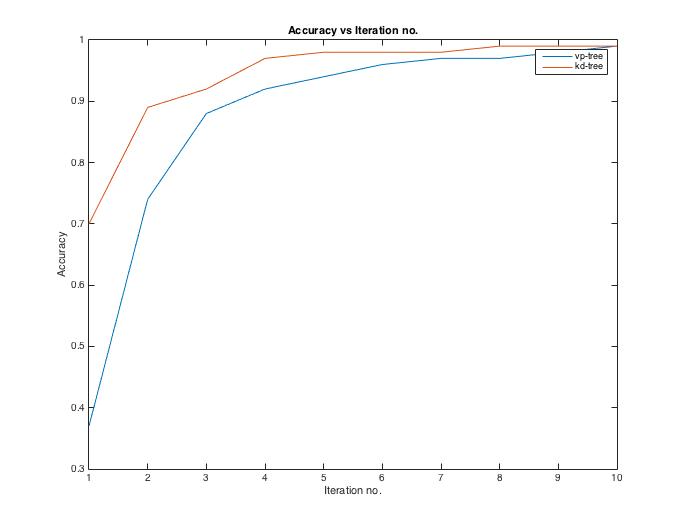 Accuracy vs Iteration no.
1
vp-tree
kd-tree
0.9
0.8
0.7
Accuracy
0.6
0.5
0.4
0.3
1 2 3 4 5 6 7 8 9 10
Iteration no.